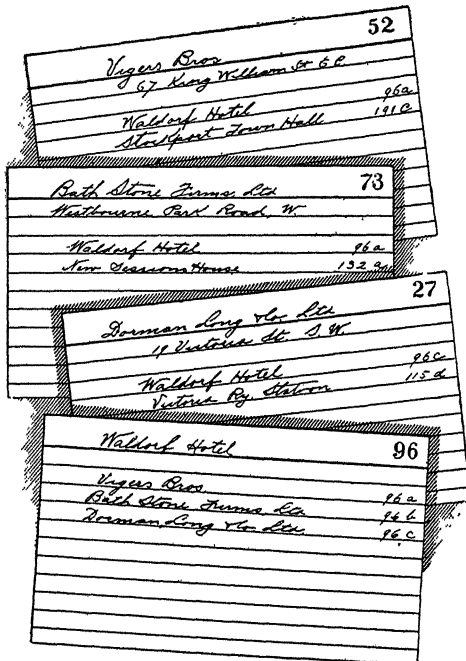 52
Vigers Bros
67 King William St E C
Waldorf Hotel 96a
Stockport Town Hall 191c
73
Bath Stone Firms, Ltd
Westbourne Park Road, W.
Waldorf Hotel 96a
New Sessions House 132a
27
Dorman Long & Co Ltd
19 Victoria St. S.W.
Waldorf Hotel 96c
Victoria Ry. Station 115d
96
Waldorf Hotel
Vigers Bros 96a
Bath Stone Firms Ltd 96b
Dorman, Long & Co Ltd. 96c